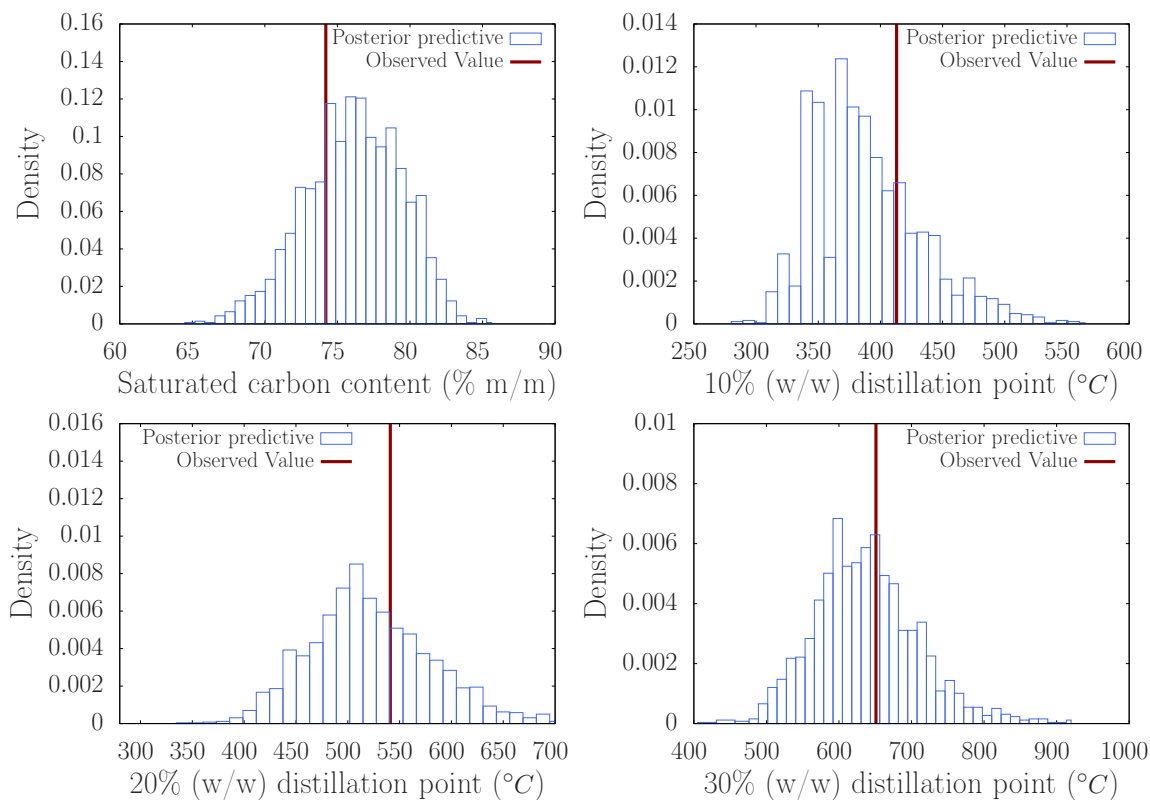 0.16
0.14
0.12
0.1
0.08
0.06
0.04
0.02
0
Density
Posterior predictive
Observed Value
60 65 70 75 80 85 90
Saturated carbon content (% m/m)
0.014
0.012
0.01
0.008
0.006
0.004
0.002
0
Density
Posterior predictive
Observed Value
250 300 350 400 450 500 550 600
10% (w/w) distillation point (°C)
0.016
0.014
0.012
0.01
0.008
0.006
0.004
0.002
0
Density
Posterior predictive
Observed Value
300 350 400 450 500 550 600 650 700
20% (w/w) distillation point (°C)
0.01
0.008
0.006
0.004
0.002
0
Density
Posterior predictive
Observed Value
400 500 600 700 800 900 1000
30% (w/w) distillation point (°C)